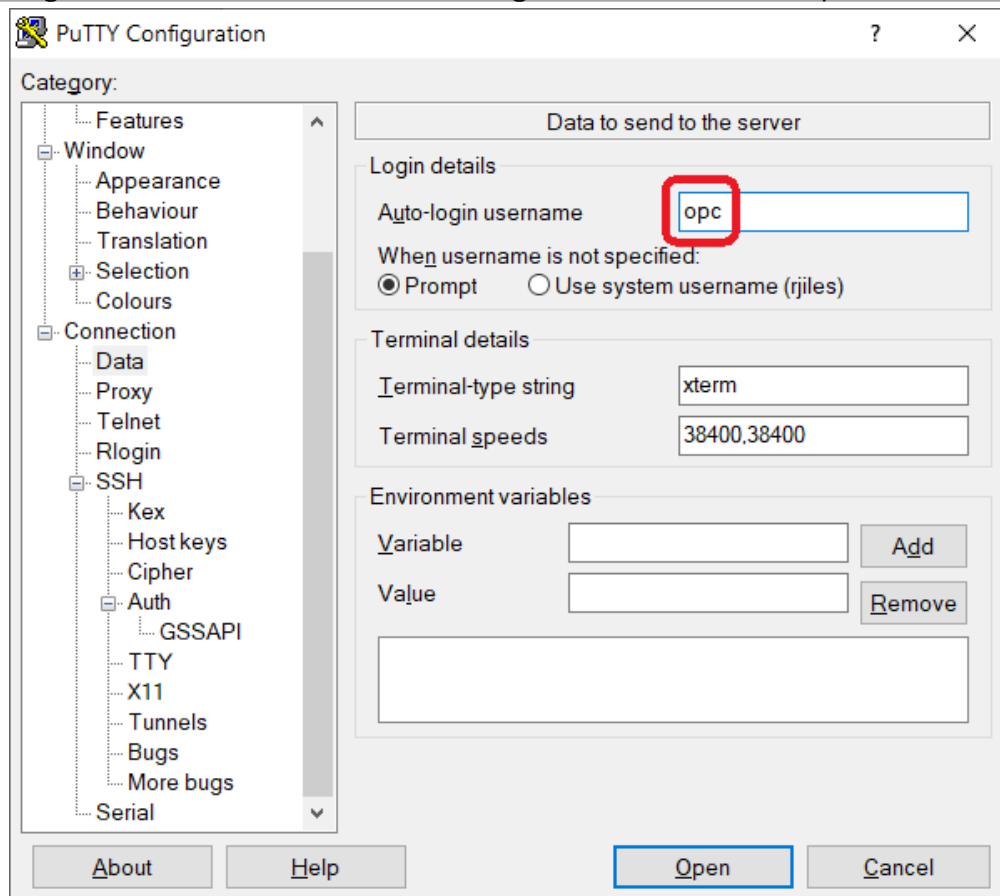 PuTTY Configuration
?
Category:
Features
Window
Appearance
Behaviour
Translation
Selection
Colours
Connection
Data
Proxy
Telnet
Rlogin
SSH
Kex
Host keys
Cipher
Auth
GSSAPI
TTY
X11
Tunnels
Bugs
More bugs
Serial
Data to send to the server
Login details
Auto-login username opc
When username is not specified:
Prompt Use system username (rjiles)
Terminal details
Terminal-type string xterm
Terminal speeds 38400,38400
Environment variables
Variable Add
Value Remove
About Help Open Cancel